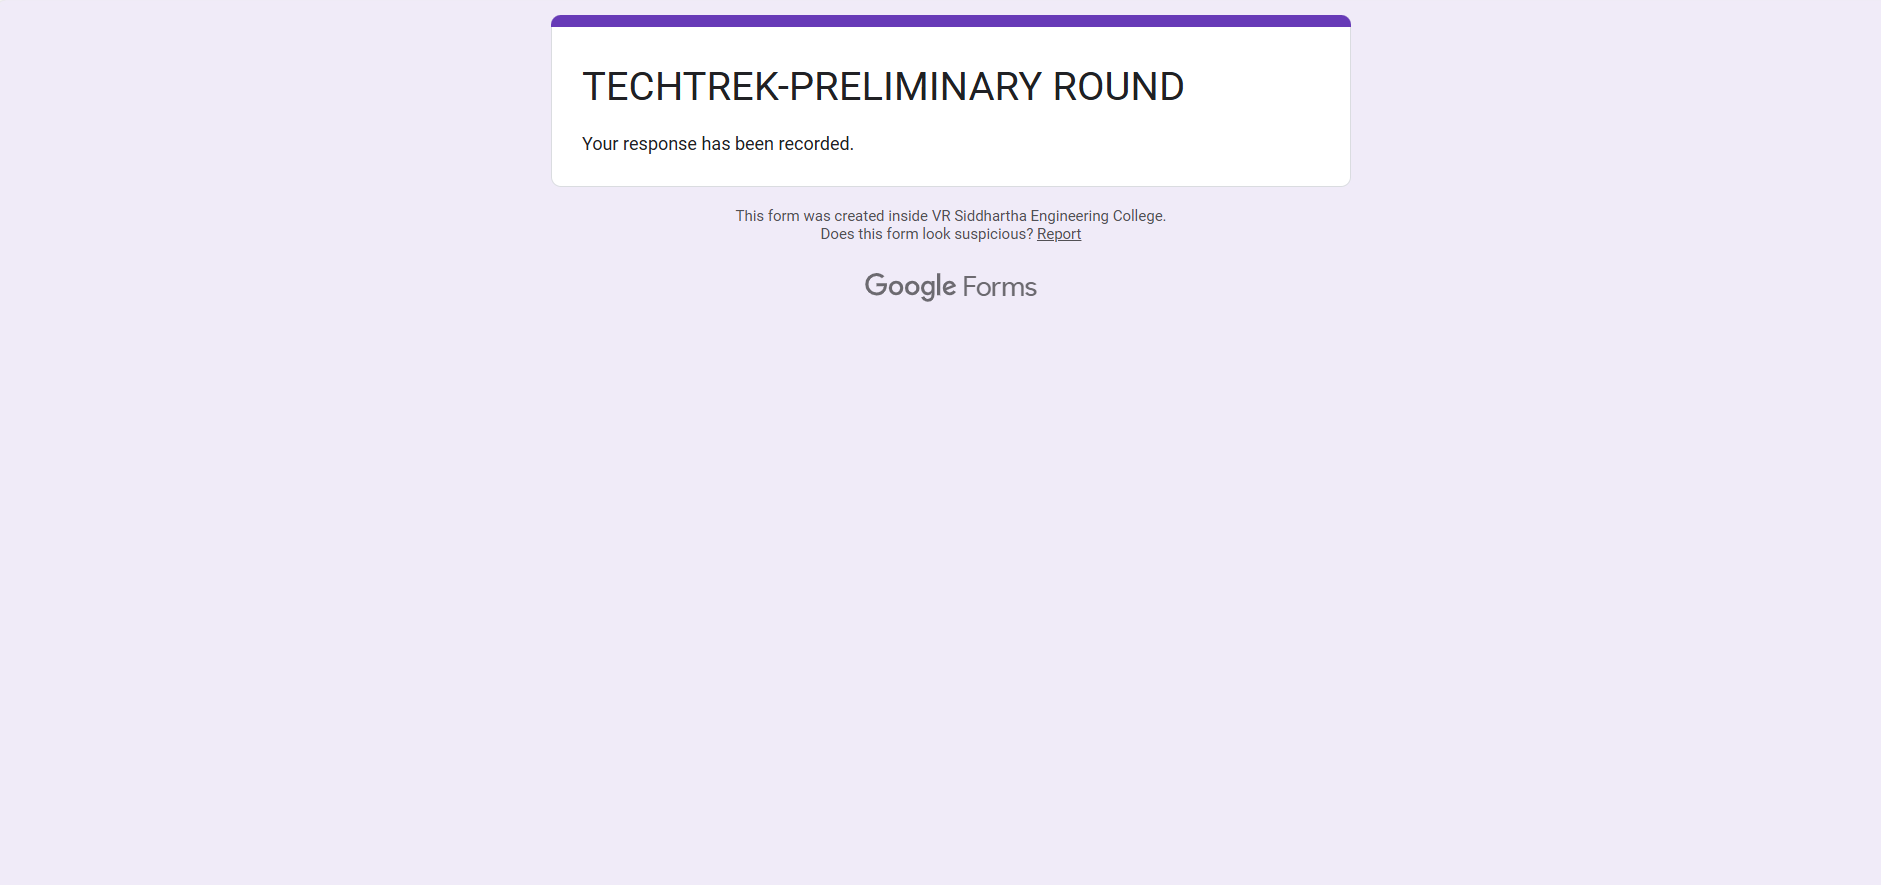 TECHTREK-PRELIMINARY ROUND
Your response has been recorded.
This form was created inside VR Siddhartha Engineering College.
Does this form look suspicious? Report
Google Forms